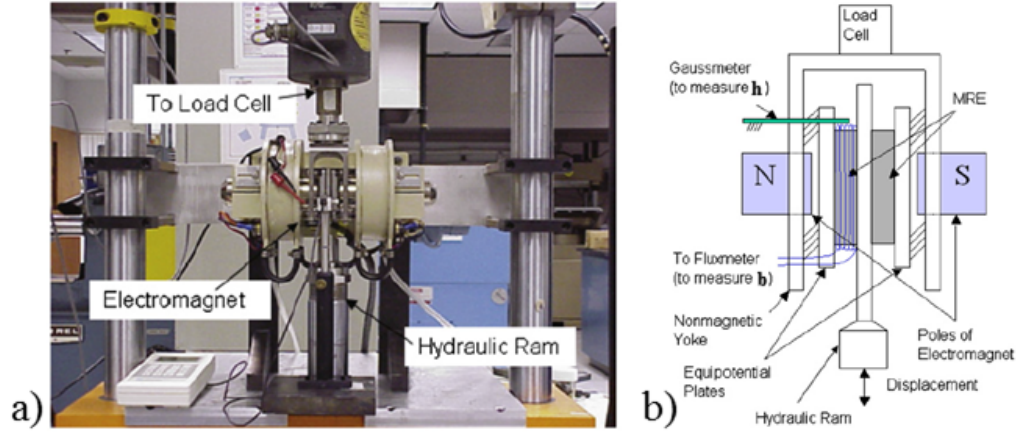 a)
To Load Cell
Electromagnet
Hydraulic Ram
b)
Load
Cell
Gaussmeter
(to measure h)
MRE
N
S
To Fluxmeter
(to measure b)
Nonmagnetic
Yoke
Equipotential
Plates
Poles of
Electromagnet
Displacement
Hydraulic Ram